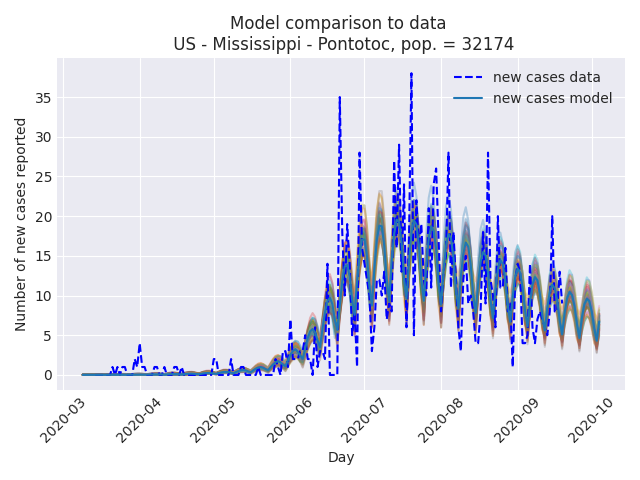 Model comparison to data
US - Mississippi - Pontotoc, pop. = 32174
new cases data
new cases model
Number of new cases reported
35
30
25
20
15
10
5
0
2020-03
2020-04
2020-05
2020-06
2020-07
2020-08
2020-09
2020-10
Day